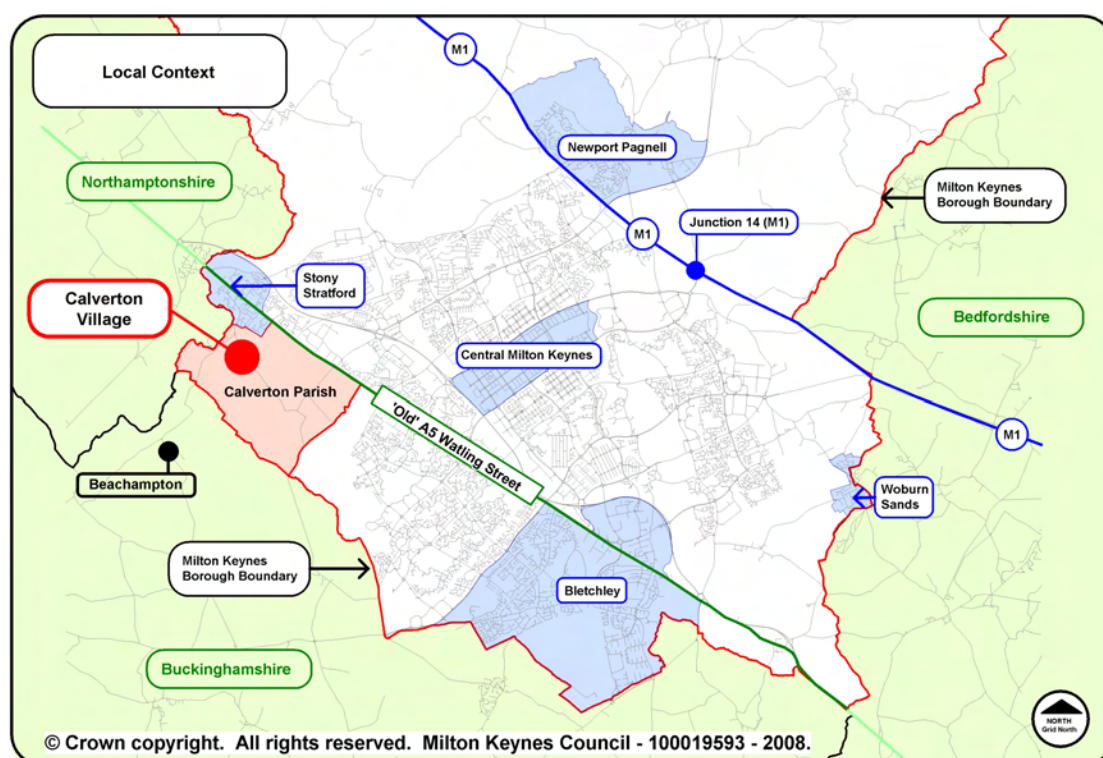 Local Context
M1
Newport Pagnell
Northamptonshire
Milton Keynes
Borough Boundary
Junction 14 (M1)
M1
Stony
Stratford
Calverton
Village
Bedfordshire
Central Milton Keynes
Calverton Parish
'Old' A5 Watling Street
M1
Beachampton
Woburn
Sands
Milton Keynes
Borough Boundary
Bletchley
Buckinghamshire
NORTH
Grid North
© Crown copyright. All rights reserved. Milton Keynes Council - 100019593 - 2008.